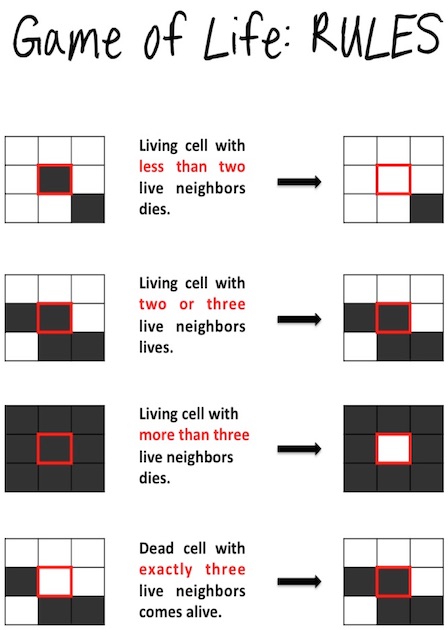 Game of Life: RULES
Living cell with
less than two
live neighbors
dies.
Living cell with
two or three
live neighbors
lives.
Living cell with
more than three
live neighbors
dies.
Dead cell with
exactly three
live neighbors
comes alive.